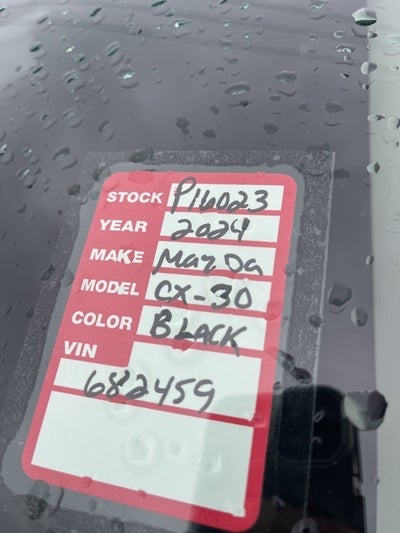 STOCK P16023
YEAR 2024
MAKE Mazda
MODEL CX-30
COLOR BLACK
VIN
682459